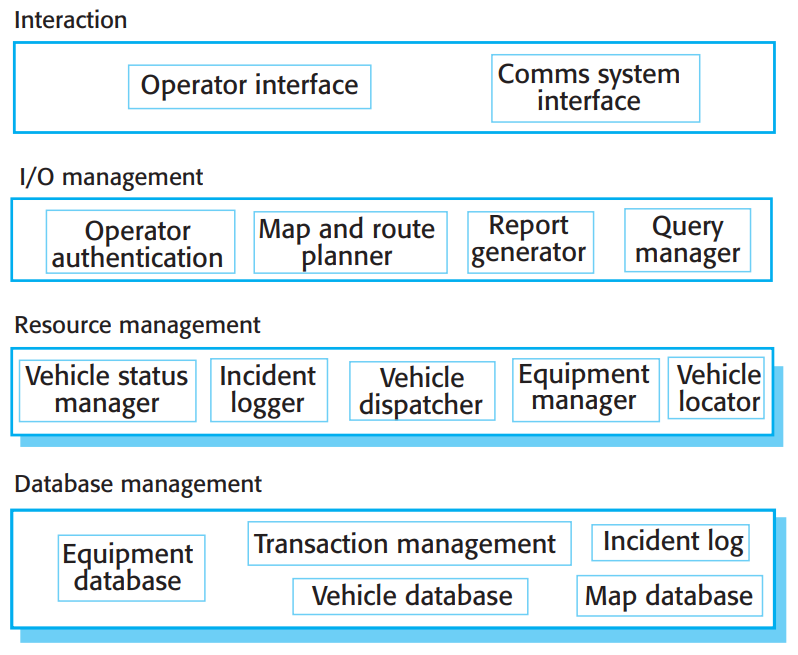 Interaction
Operator interface
Comms system
interface
I/O management
Operator
authentication
Map and route
planner
Report
generator
Query
manager
Resource management
Vehicle status
manager
Incident
logger
Vehicle
dispatcher
Equipment
manager
Vehicle
locator
Database management
Equipment
database
Transaction management
Incident log
Vehicle database
Map database